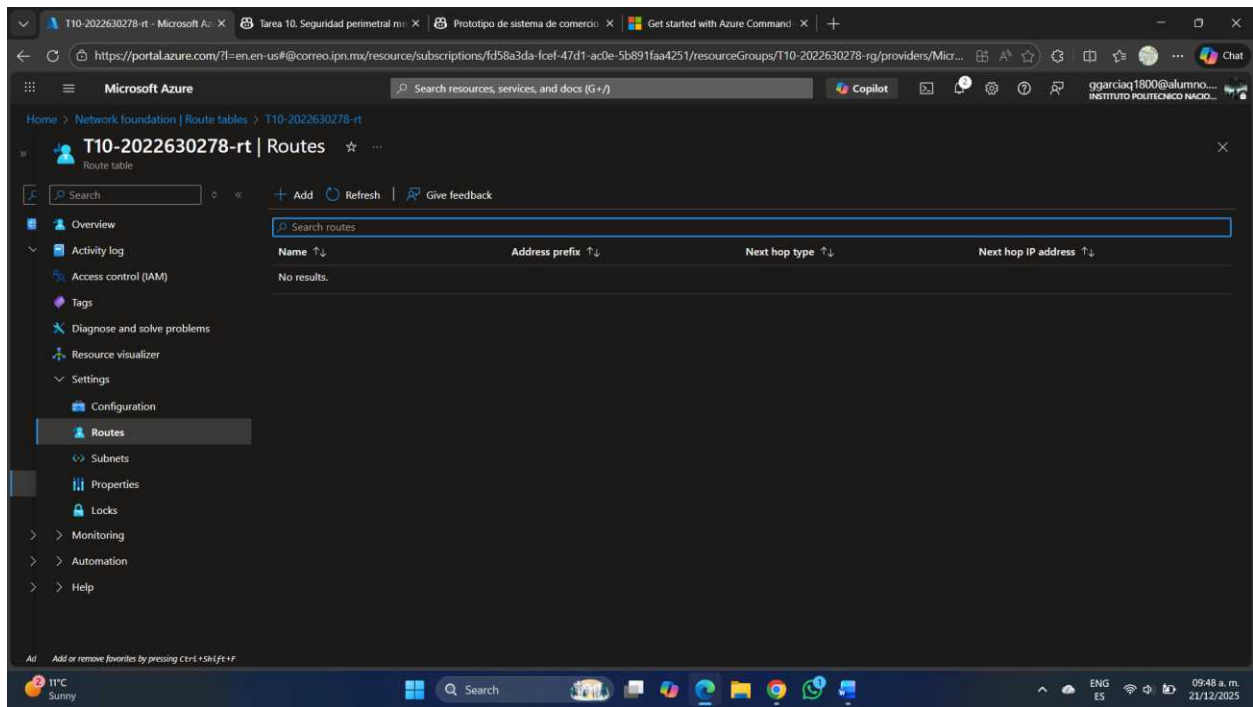 T10-2022630278-rt - Microsoft Az
Tarea 10. Seguridad perimetral me
Prototipo de sistema de comercio
Get started with Azure Command-
https://portal.azure.com/?l=en.en-us#@correo.ipn.mx/resource/subscriptions/fd58a3da-fcef-47d1-ac0e-5b891faa4251/resourceGroups/T10-2022630278-rg/providers/Micr...
Chat
Microsoft Azure
Search resources, services, and docs (G+/)
Copilot
2
ggarciaq1800@alumno....
INSTITUTO POLITECNICO NACIO...
Home > Network foundation | Route tables > T10-2022630278-rt
T10-2022630278-rt | Routes
Route table
Search
+ Add Refresh | Give feedback
Overview
Search routes
Activity log
Name Address prefix Next hop type Next hop IP address
Access control (IAM)
No results.
Tags
Diagnose and solve problems
Resource visualizer
Settings
Configuration
Routes
Subnets
Properties
Locks
Monitoring
Automation
Help
Ad
Add or remove favorites by pressing Ctrl+Shift+F
2
11°C
Sunny
Search
ENG
ES
09:48 a. m.
21/12/2025